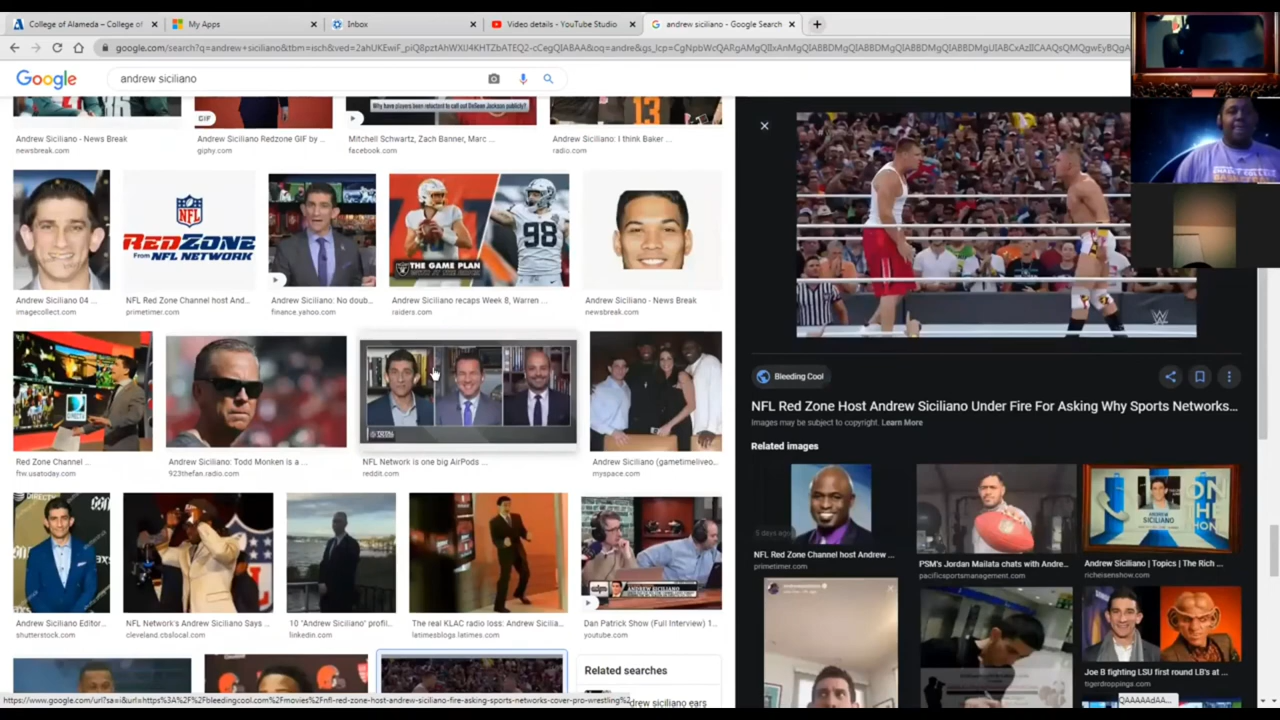 College of Alameda – College of
My Apps
Inbox
Video details - YouTube Studio
andrew siciliano - Google Search
Google
andrew siciliano
GIF
Why have players been reluctant to call out DeSean Jackson publicly?
Andrew Siciliano - News Break
newsbreak.com
Andrew Siciliano Redzone GIF by ...
giphy.com
Mitchell Schwartz, Zach Banner, Marc ...
facebook.com
Andrew Siciliano: I think Baker ...
radio.com
NFL
REDZONE
FROM NFL NETWORK
THE GAME PLAN
98
Andrew Siciliano 04 ...
imagecollect.com
NFL Red Zone Channel host And...
primetimer.com
Andrew Siciliano: No doub...
finance.yahoo.com
Andrew Siciliano recaps Week 8, Warren ...
raiders.com
Andrew Siciliano - News Break
newsbreak.com
Red Zone Channel ...
ftw.usatoday.com
Andrew Siciliano: Todd Monken is a ...
923thefan.radio.com
NFL Network is one big AirPods ...
reddit.com
Andrew Siciliano (gametimeliveo...
myspace.com
ANDREW SICILIANO
Andrew Siciliano Editor...
shutterstock.com
NFL Network's Andrew Siciliano Says ...
cleveland.cbslocal.com
10 "Andrew Siciliano" profil...
linkedin.com
The real KLAC radio loss: Andrew Sicilia...
latimesblogs.latimes.com
Dan Patrick Show (Full Interview) 1...
youtube.com
Related searches
Bleeding Cool
NFL Red Zone Host Andrew Siciliano Under Fire For Asking Why Sports Networks...
Images may be subject to copyright. Learn More
Related images
5 days ago
NFL Red Zone Channel host Andrew ...
primetimer.com
PSM's Jordan Mailata chats with Andre...
pacificsportsmanagement.com
ANDREW
SICILIANO
Andrew Siciliano | Topics | The Rich ...
richeisenshow.com
Joe B fighting LSU first round LB's at ...
tigerdroppings.com